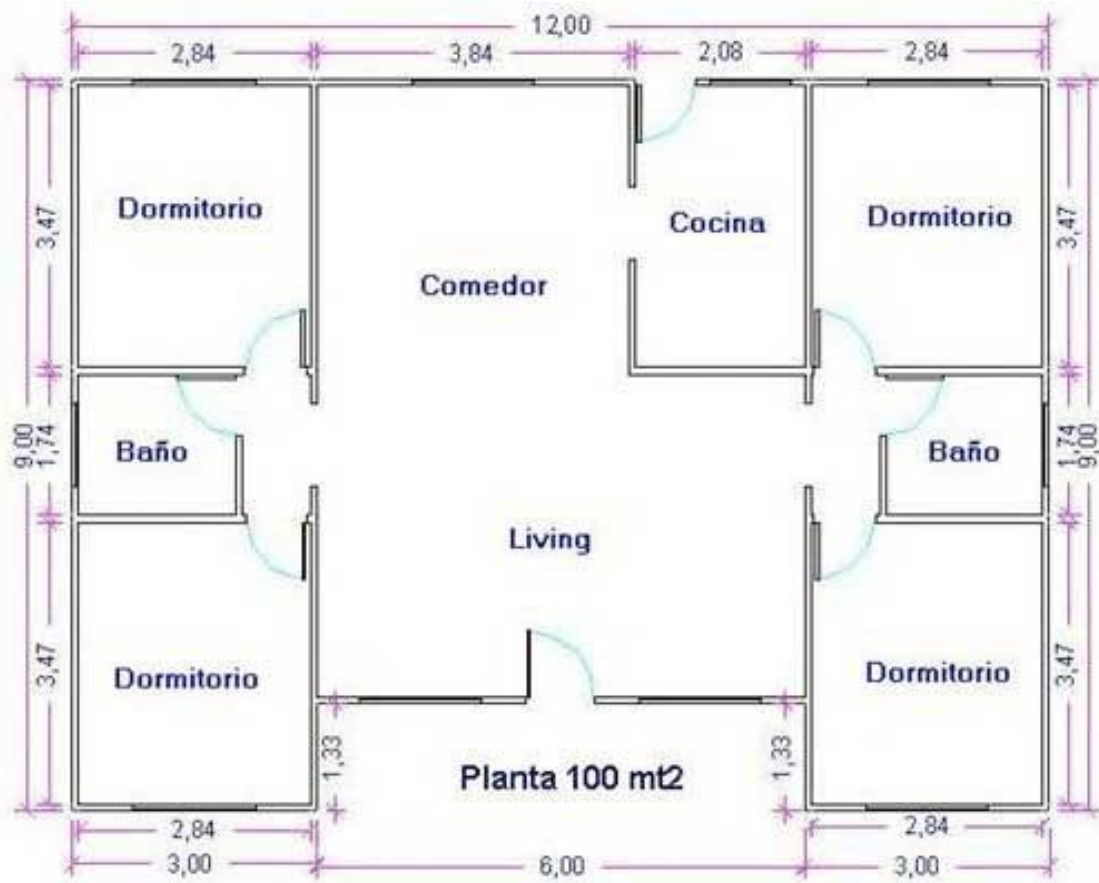 12,00
2,84
3,84
2,08
2,84
Dormitorio
Cocina
Dormitorio
Comedor
3,47
3,47
9,00
1,74
Baño
Baño
1,74
9,00
Living
3,47
Dormitorio
Dormitorio
3,47
1,33
Planta 100 mt2
1,33
2,84
2,84
3,00
6,00
3,00